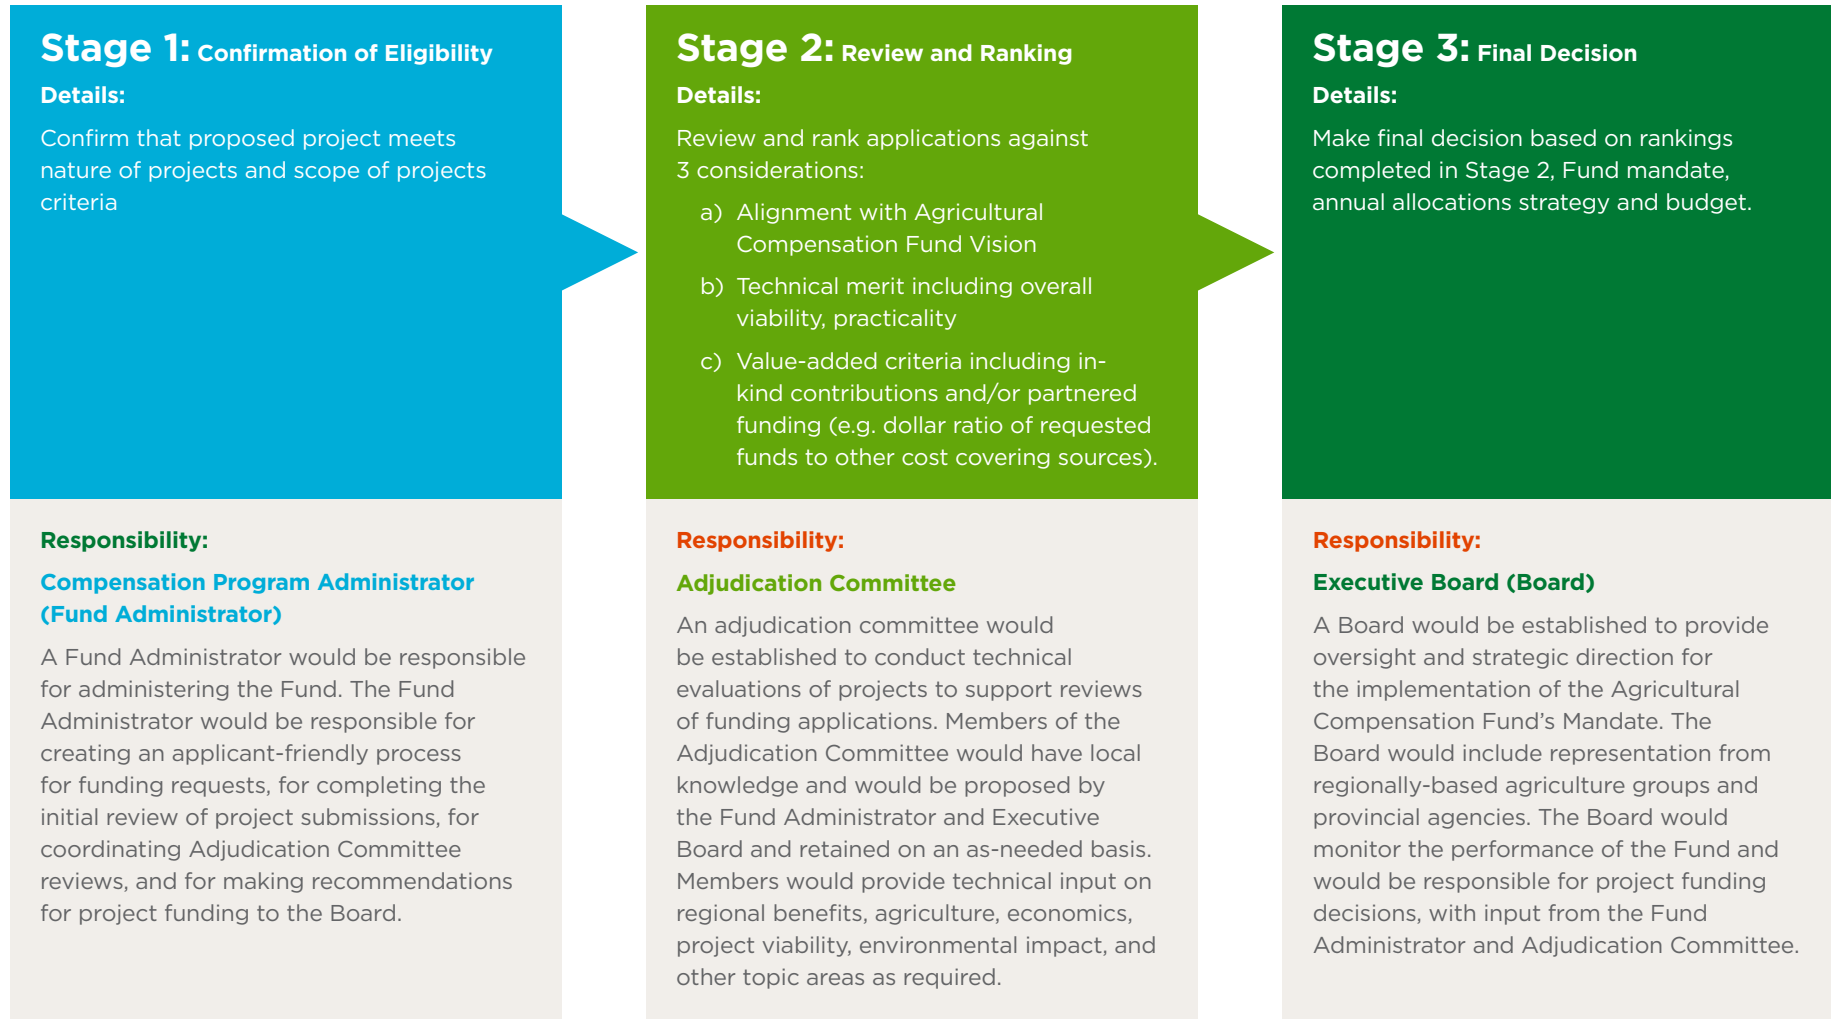 Stage 1: Confirmation of Eligibility
Details:
Confirm that proposed project meets
nature of projects and scope of projects
criteria
Responsibility:
Compensation Program Administrator
(Fund Administrator)
A Fund Administrator would be responsible
for administering the Fund. The Fund
Administrator would be responsible for
creating an applicant-friendly process
for funding requests, for completing the
initial review of project submissions, for
coordinating Adjudication Committee
reviews, and for making recommendations
for project funding to the Board.
Stage 2: Review and Ranking
Details:
Review and rank applications against
3 considerations:
a) Alignment with Agricultural
Compensation Fund Vision
b) Technical merit including overall
viability, practicality
c) Value-added criteria including in-
kind contributions and/or partnered
funding (e.g. dollar ratio of requested
funds to other cost covering sources).
Responsibility:
Adjudication Committee
An adjudication committee would
be established to conduct technical
evaluations of projects to support reviews
of funding applications. Members of the
Adjudication Committee would have local
knowledge and would be proposed by
the Fund Administrator and Executive
Board and retained on an as-needed basis.
Members would provide technical input on
regional benefits, agriculture, economics,
project viability, environmental impact, and
other topic areas as required.
Stage 3: Final Decision
Details:
Make final decision based on rankings
completed in Stage 2, Fund mandate,
annual allocations strategy and budget.
Responsibility:
Executive Board (Board)
A Board would be established to provide
oversight and strategic direction for
the implementation of the Agricultural
Compensation Fund's Mandate. The
Board would include representation from
regionally-based agriculture groups and
provincial agencies. The Board would
monitor the performance of the Fund and
would be responsible for project funding
decisions, with input from the Fund
Administrator and Adjudication Committee.